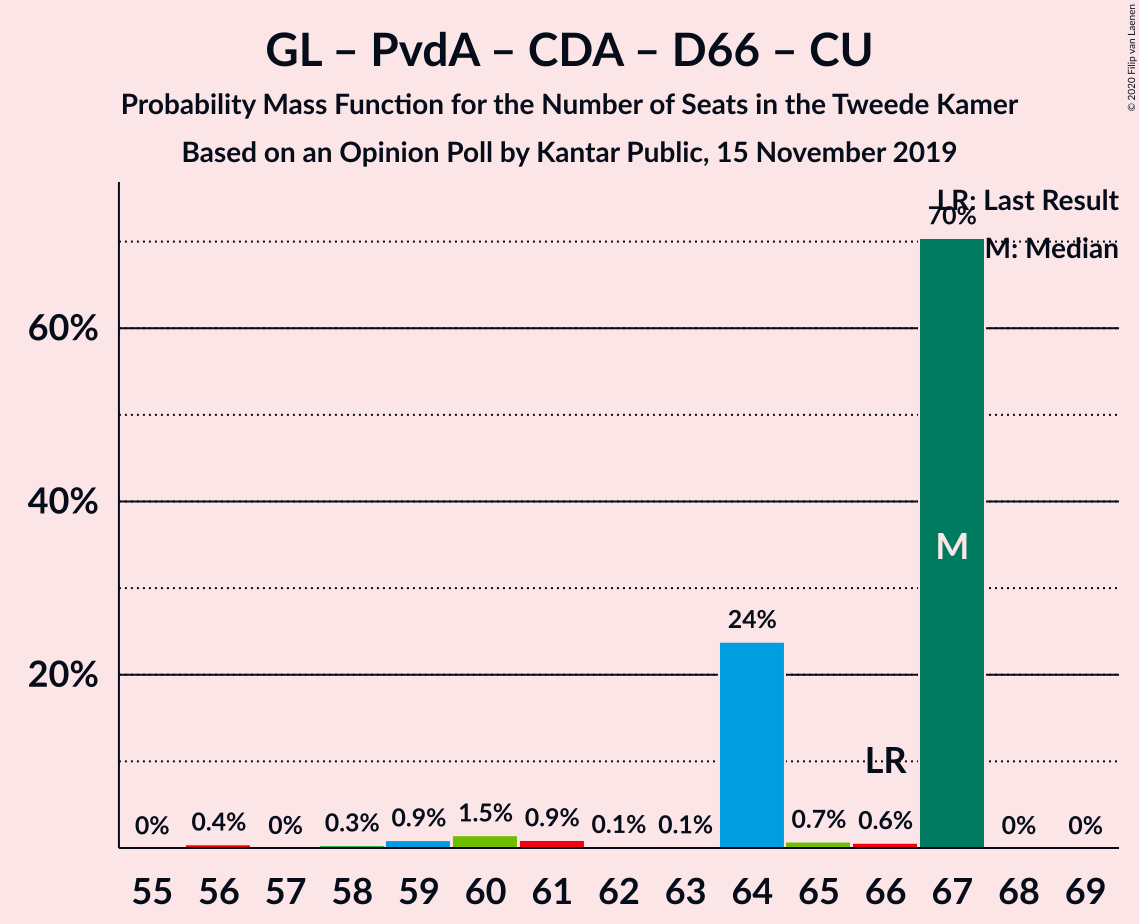 GL – PvdA – CDA – D66 – CU
Probability Mass Function for the Number of Seats in the Tweede Kamer
Based on an Opinion Poll by Kantar Public, 15 November 2019
© 2020 Filip van Laenen
LR: Last Result
M: Median
70%
60%
40%
20%
M
24%
LR
0% 0.4% 0% 0.3% 0.9% 1.5% 0.9% 0.1% 0.1% 0.7% 0.6% 0% 0%
55 56 57 58 59 60 61 62 63 64 65 66 67 68 69